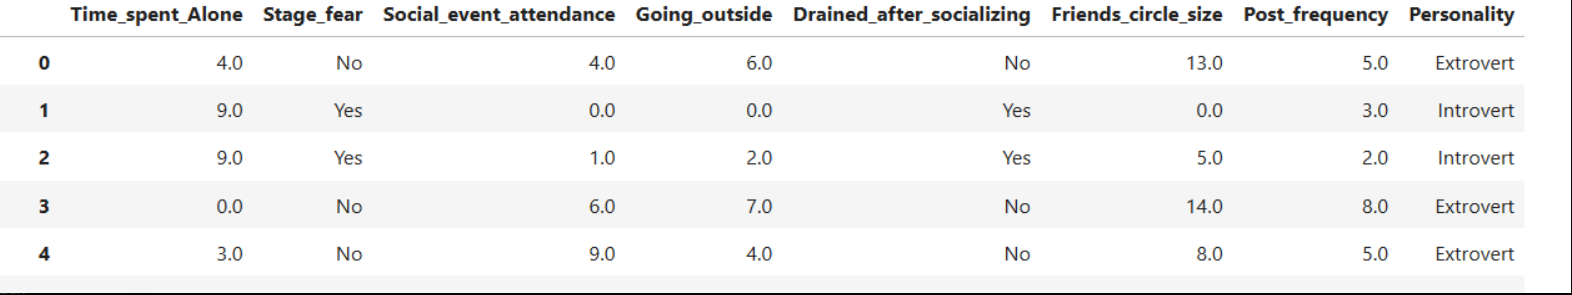 Time_spent_Alone Stage_fear Social_event_attendance Going_outside Drained_after_socializing Friends_circle_size Post_frequency Personality
0 4.0 No 4.0 6.0 No 13.0 5.0 Extrovert
1 9.0 Yes 0.0 0.0 Yes 0.0 3.0 Introvert
2 9.0 Yes 1.0 2.0 Yes 5.0 2.0 Introvert
3 0.0 No 6.0 7.0 No 14.0 8.0 Extrovert
4 3.0 No 9.0 4.0 No 8.0 5.0 Extrovert